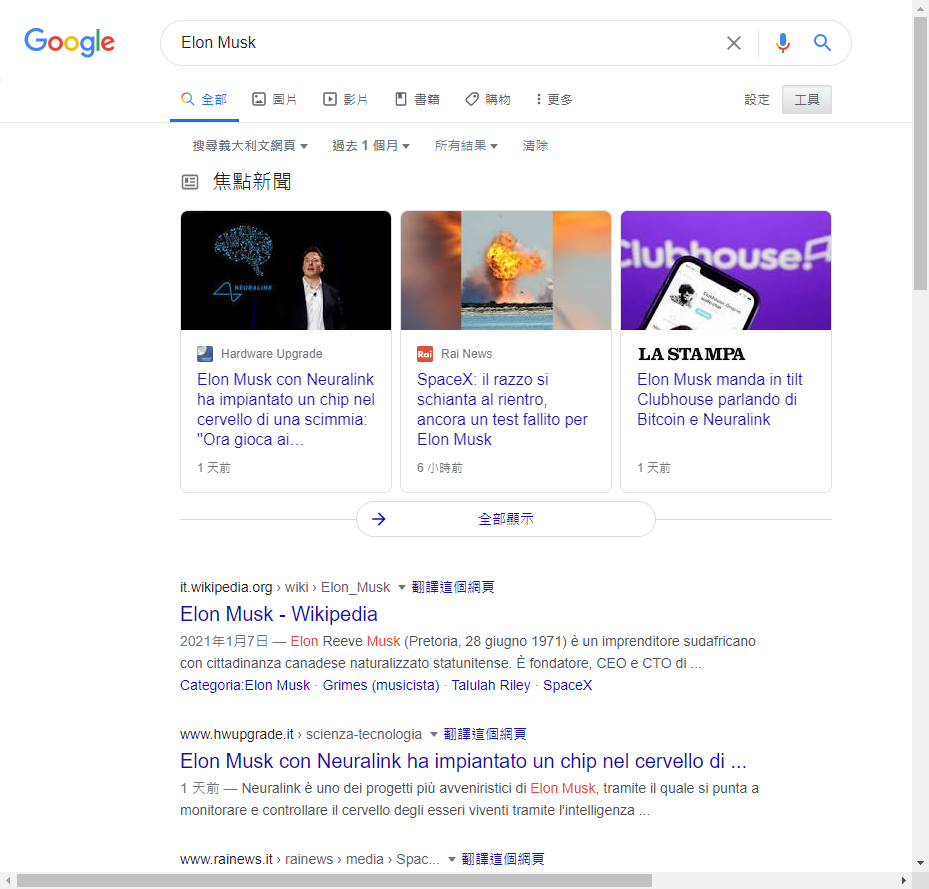 Google
Elon Musk
全部 圖片 影片 書籍 購物 更多 設定 工具
搜尋義大利文網頁 過去 1 個月 所有結果 清除
焦點新聞
NEURALINK
Clubhouse
Hardware Upgrade
Elon Musk con Neuralink
ha impiantato un chip nel
cervello di una scimmia:
"Ora gioca ai…
1 天前
Rai Rai News
SpaceX: il razzo si
schianta al rientro,
ancora un test fallito per
Elon Musk
6 小時前
LA STAMPA
Elon Musk manda in tilt
Clubhouse parlando di
Bitcoin e Neuralink
1 天前
全部顯示
it.wikipedia.org › wiki › Elon_Musk 翻譯這個網頁
Elon Musk - Wikipedia
2021年1月7日 — Elon Reeve Musk (Pretoria, 28 giugno 1971) è un imprenditore sudafricano
con cittadinanza canadese naturalizzato statunitense. È fondatore, CEO e CTO di ...
Categoria:Elon Musk · Grimes (musicista) · Talulah Riley · SpaceX
www.hwupgrade.it › scienza-tecnologia 翻譯這個網頁
Elon Musk con Neuralink ha impiantato un chip nel cervello di ...
1 天前 — Neuralink è uno dei progetti più avveniristici di Elon Musk, tramite il quale si punta a
monitorare e controllare il cervello degli esseri viventi tramite l'intelligenza ...
www.rainews.it › rainews › media › Spac... 翻譯這個網頁